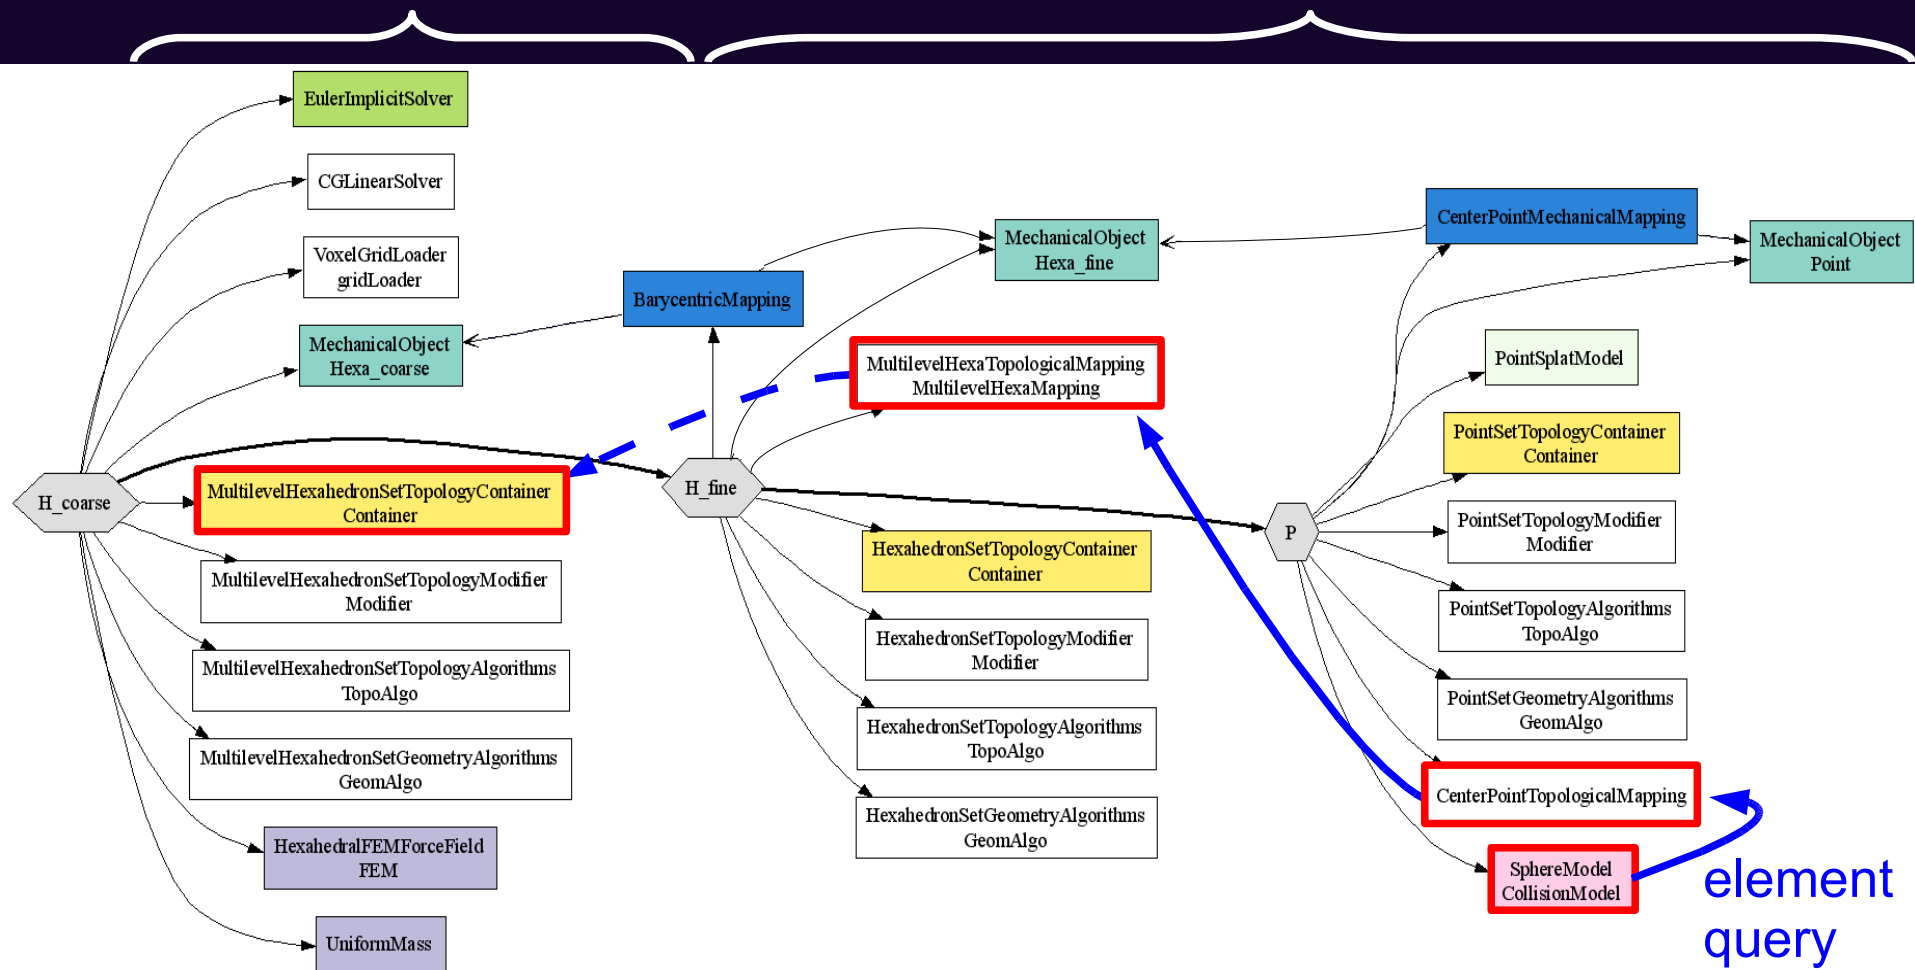 EulerImplicitSolver
CGLinearSolver
VoxelGridLoader
gridLoader
MechanicalObject
Hexa_coarse
H_coarse
MultilevelHexahedronSetTopologyContainer
Container
MultilevelHexahedronSetTopologyModifier
Modifier
MultilevelHexahedronSetTopologyAlgorithms
TopoAlgo
MultilevelHexahedronSetGeometryAlgorithms
GeomAlgo
HexahedralFEMForceField
FEM
UniformMass
BarycentricMapping
MechanicalObject
Hexa_fine
MultilevelHexaTopologicalMapping
MultilevelHexaMapping
H_fine
HexahedronSetTopologyContainer
Container
HexahedronSetTopologyModifier
Modifier
HexahedronSetTopologyAlgorithms
TopoAlgo
HexahedronSetGeometryAlgorithms
GeomAlgo
CenterPointMechanicalMapping
MechanicalObject
Point
PointSplatModel
PointSetTopologyContainer
Container
P
PointSetTopologyModifier
Modifier
PointSetTopologyAlgorithms
TopoAlgo
PointSetGeometryAlgorithms
GeomAlgo
CenterPointTopologicalMapping
SphereModel
CollisionModel
element
query